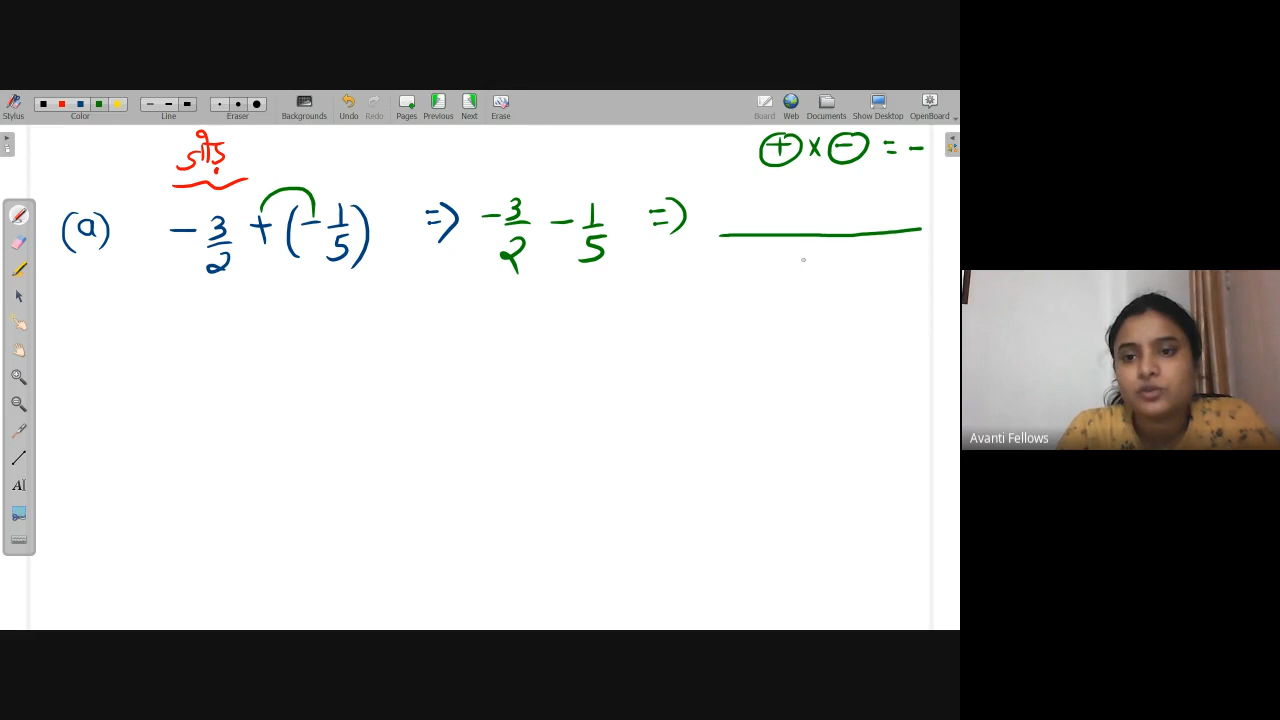 Stylus
Color
Line
Eraser
Backgrounds
Undo
Redo
Pages
Previous
Next
Erase
Board
Web
Documents
Show Desktop
OpenBoard
+ x - = -
(a) - 3/2 + (- 1/5) => - 3/2 - 1/5 =>
Avanti Fellows